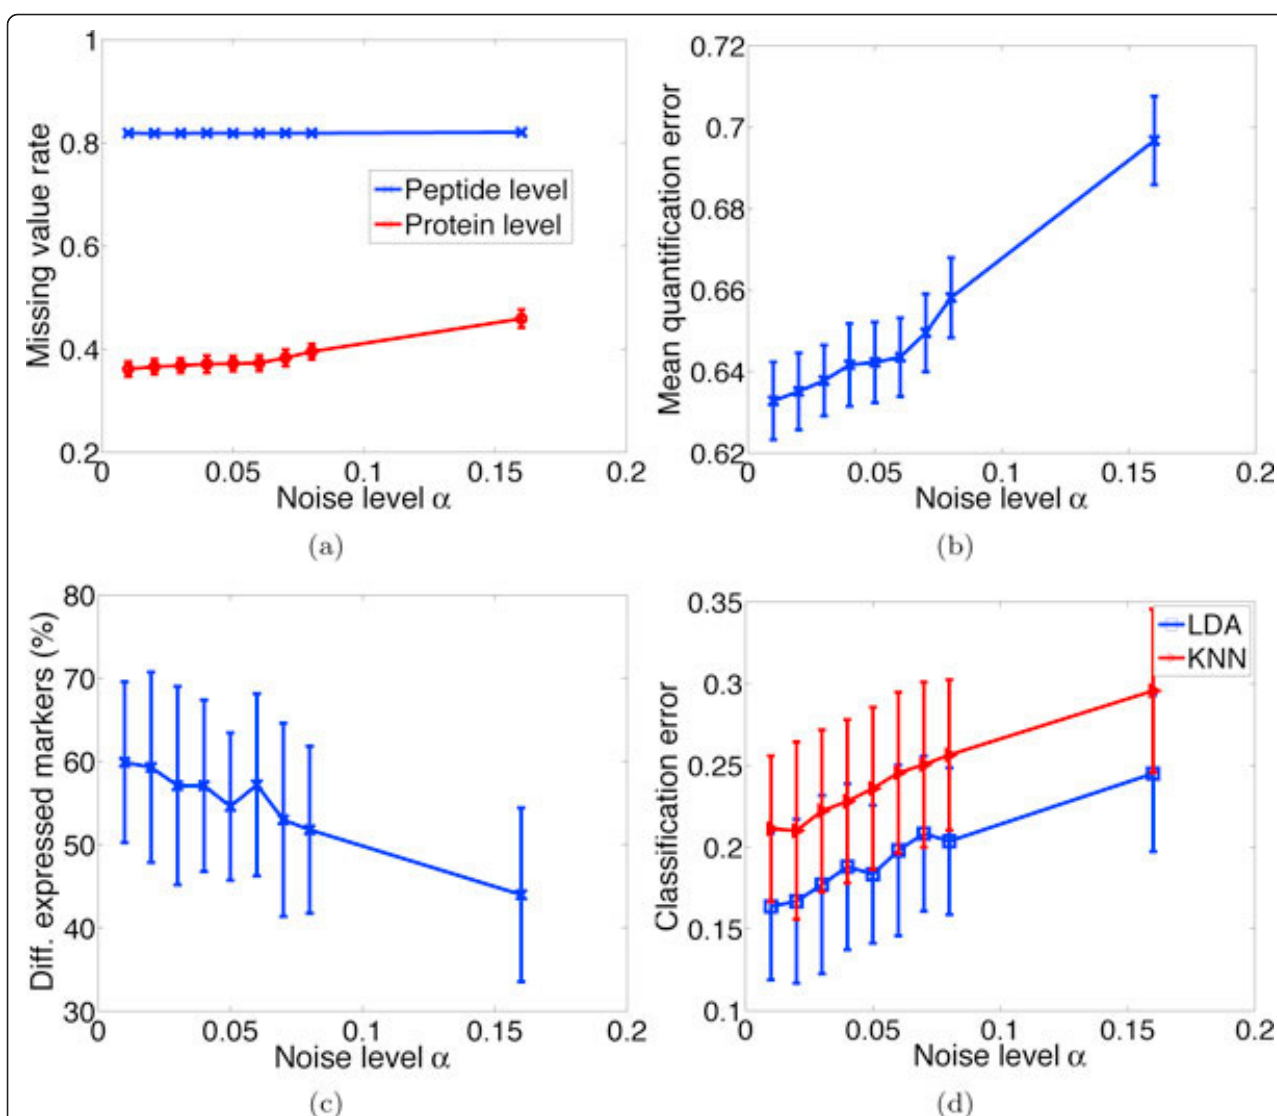 1
0.8
0.6
0.4
0.2
Missing value rate
Peptide level
Protein level
0 0.05 0.1 0.15 0.2
Noise level α
(a)
0.72
0.7
0.68
0.66
0.64
0.62
Mean quantification error
0 0.05 0.1 0.15 0.2
Noise level α
(b)
80
70
60
50
40
30
Diff. expressed markers (%)
0 0.05 0.1 0.15 0.2
Noise level α
(c)
0.35
0.3
0.25
0.2
0.15
0.1
Classification error
LDA
KNN
0 0.05 0.1 0.15 0.2
Noise level α
(d)